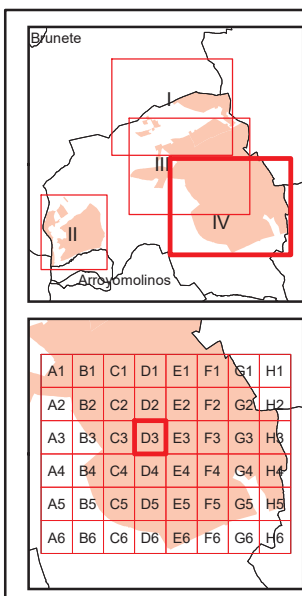 Brunete
I
III
IV
II
Arroyomolinos
A1 B1 C1 D1 E1 F1 G1 H1
A2 B2 C2 D2 E2 F2 G2 H2
A3 B3 C3 D3 E3 F3 G3 H3
A4 B4 C4 D4 E4 F4 G4 H4
A5 B5 C5 D5 E5 F5 G5 H5
A6 B6 C6 D6 E6 F6 G6 H6